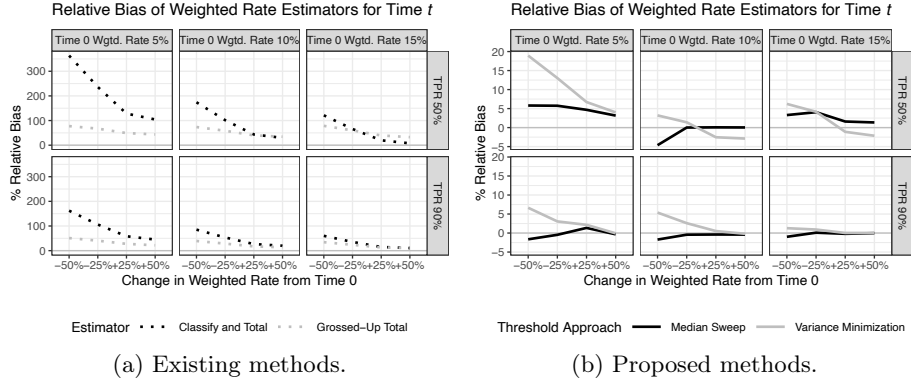 Relative Bias of Weighted Rate Estimators for Time t
Time 0 Wgtd. Rate 5% Time 0 Wgtd. Rate 10% Time 0 Wgtd. Rate 15%
% Relative Bias
300
200
100
0
TPR 50%
300
200
100
0
TPR 90%
−50%−25%+25%+50% −50%−25%+25%+50% −50%−25%+25%+50%
Change in Weighted Rate from Time 0
Estimator Classify and Total Grossed−Up Total
(a) Existing methods.
Relative Bias of Weighted Rate Estimators for Time t
Time 0 Wgtd. Rate 5% Time 0 Wgtd. Rate 10% Time 0 Wgtd. Rate 15%
% Relative Bias
20
15
10
5
0
−5
TPR 50%
20
15
10
5
0
−5
TPR 90%
−50%−25%+25%+50% −50%−25%+25%+50% −50%−25%+25%+50%
Change in Weighted Rate from Time 0
Threshold Approach Median Sweep Variance Minimization
(b) Proposed methods.